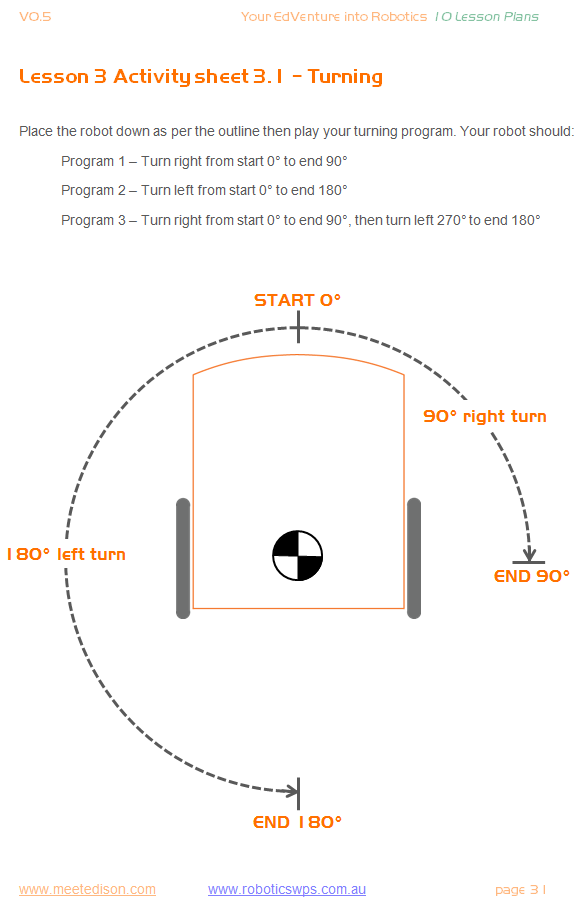 V0.5 Your EdVenture into Robotics 10 Lesson Plans
Lesson 3 Activity sheet 3.1 – Turning
Place the robot down as per the outline then play your turning program. Your robot should:
Program 1 – Turn right from start 0° to end 90°
Program 2 – Turn left from start 0° to end 180°
Program 3 – Turn right from start 0° to end 90°, then turn left 270° to end 180°
START 0°
90° right turn
180° left turn
END 90°
END 180°
www.meetedison.com www.roboticswps.com.au page 31